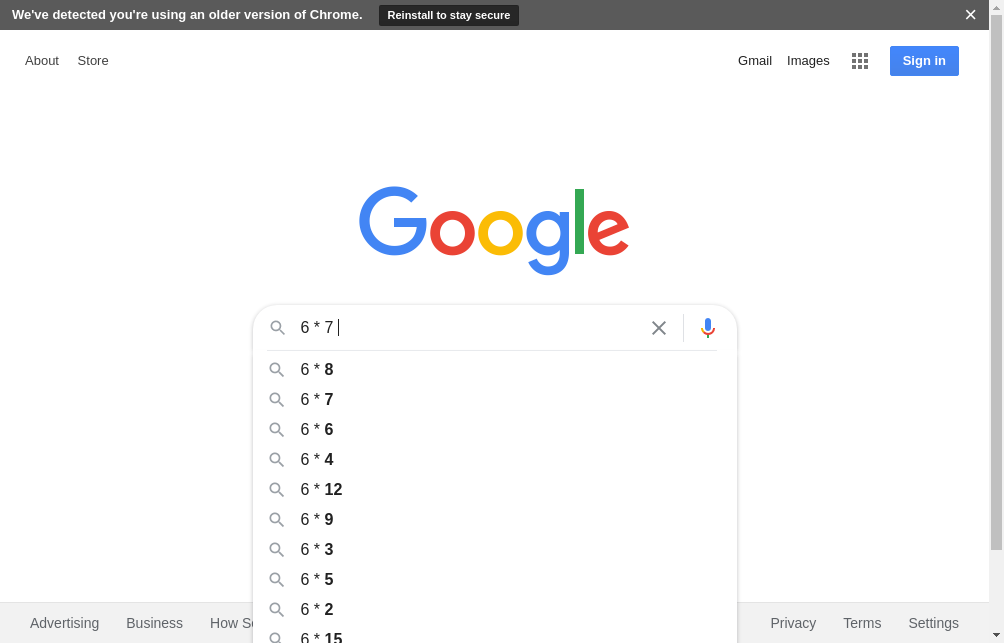 We've detected you're using an older version of Chrome. Reinstall to stay secure
About Store Gmail Images Sign in
Google
6 * 7
6 * 8
6 * 7
6 * 6
6 * 4
6 * 12
6 * 9
6 * 3
6 * 5
6 * 2
6 * 15
Advertising Business How Privacy Terms Settings